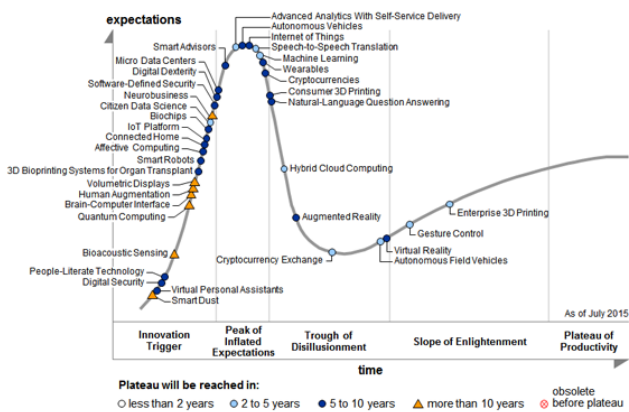 expectations
Advanced Analytics With Self-Service Delivery
Autonomous Vehicles
Internet of Things
Speech-to-Speech Translation
Machine Learning
Wearables
Cryptocurrencies
Consumer 3D Printing
Natural-Language Question Answering
Smart Advisors
Micro Data Centers
Digital Dexterity
Software-Defined Security
Neurobusiness
Citizen Data Science
Biochips
IoT Platform
Connected Home
Affective Computing
Smart Robots
3D Bioprinting Systems for Organ Transplant
Volumetric Displays
Human Augmentation
Brain-Computer Interface
Quantum Computing
Bioacoustic Sensing
People-Literate Technology
Digital Security
Virtual Personal Assistants
Smart Dust
Hybrid Cloud Computing
Augmented Reality
Cryptocurrency Exchange
Enterprise 3D Printing
Gesture Control
Virtual Reality
Autonomous Field Vehicles
As of July 2015
Innovation
Trigger
Peak of
Inflated
Expectations
Trough of
Disillusionment
Slope of Enlightenment
Plateau of
Productivity
time
Plateau will be reached in:
less than 2 years
2 to 5 years
5 to 10 years
more than 10 years
obsolete
before plateau